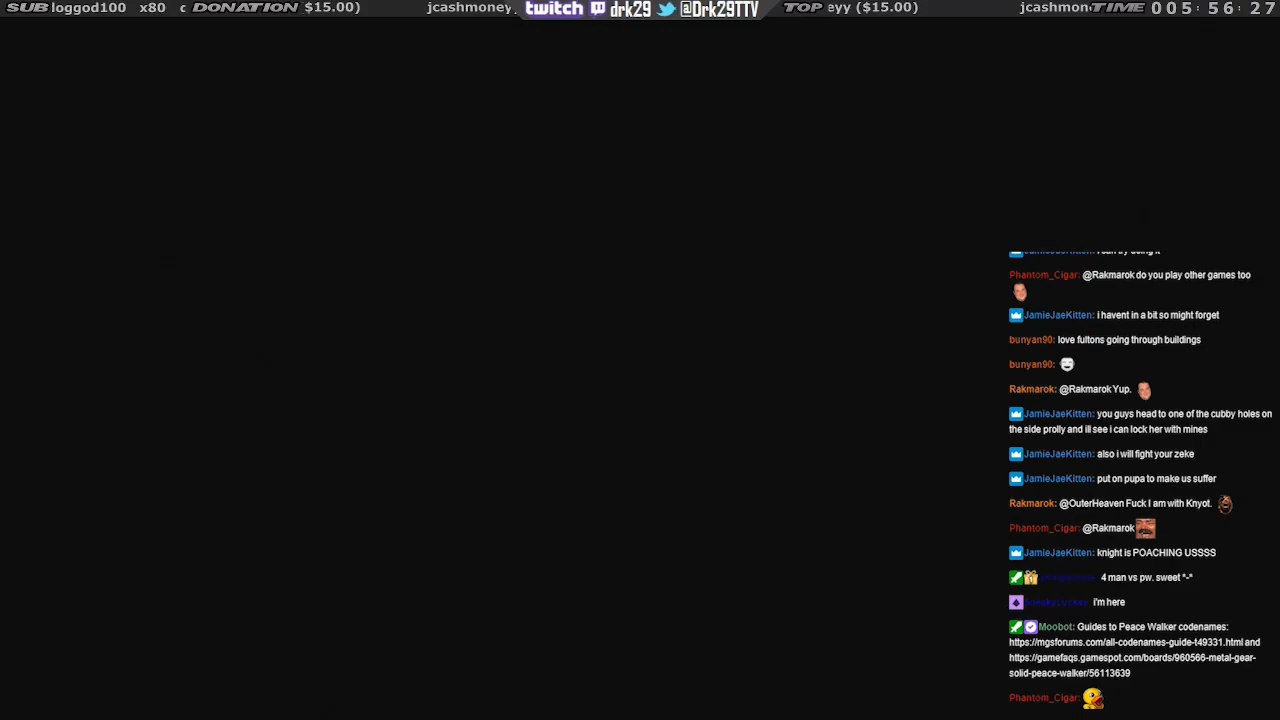 SUB loggod100 x80 c DONATION $15.00) jcashmoney twitch drk29 @Drk29TTV TOP eyy ($15.00) jcashmon TIME 005:56:27
Phantom_Cigar: @Rakmarok do you play other games too
JamieJaeKitten: i havent in a bit so might forget
bunyan90: love fultons going through buildings
bunyan90:
Rakmarok: @Rakmarok Yup.
JamieJaeKitten: you guys head to one of the cubby holes on
the side prolly and ill see i can lock her with mines
JamieJaeKitten: also i will fight your zeke
JamieJaeKitten: put on pupa to make us suffer
Rakmarok: @OuterHeaven Fuck I am with Knyot.
Phantom_Cigar: @Rakmarok
JamieJaeKitten: knight is POACHING USSSS
4 man vs pw. sweet *-*
i'm here
Moobot: Guides to Peace Walker codenames:
https://mgsforums.com/all-codenames-guide-t49331.html and
https://gamefaqs.gamespot.com/boards/960566-metal-gear-
solid-peace-walker/56113639
Phantom_Cigar: